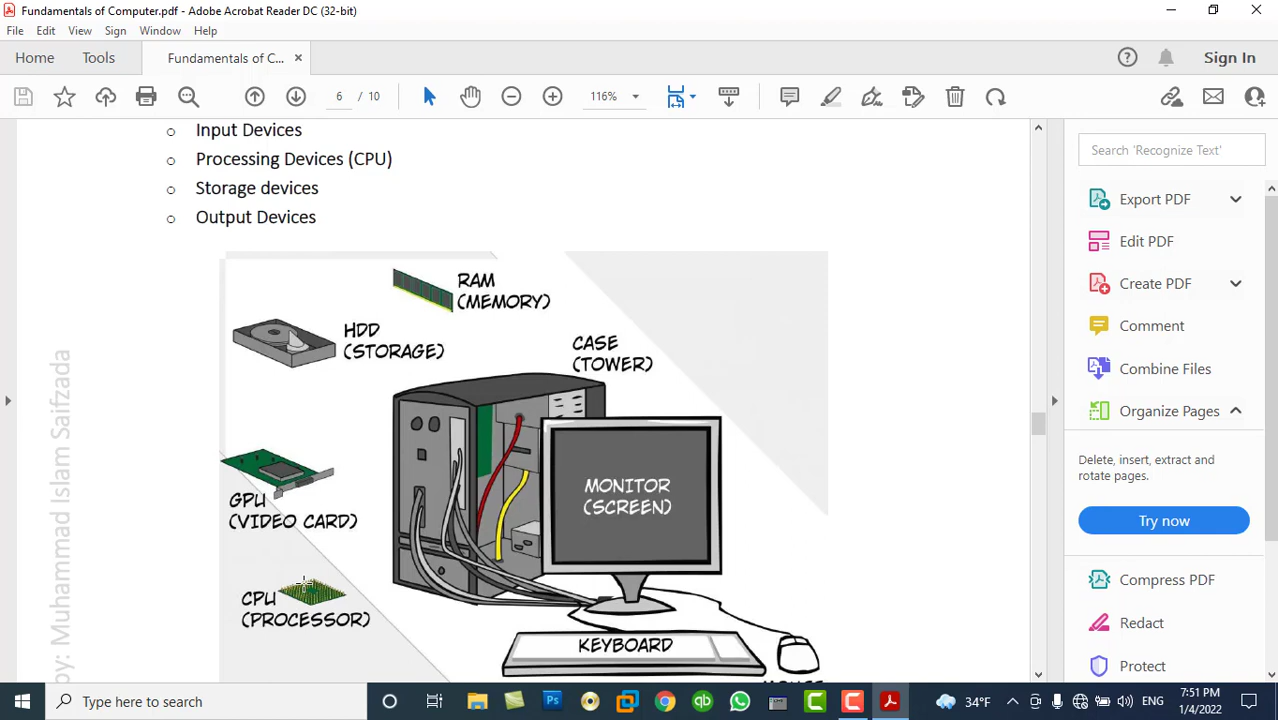 Fundamentals of Computer.pdf - Adobe Acrobat Reader DC (32-bit)
File Edit View Sign Window Help
Home Tools Fundamentals of C... × Sign In
6 / 10 116%
Input Devices
Processing Devices (CPU)
Storage devices
Output Devices
RAM
(MEMORY)
HDD
(STORAGE)
CASE
(TOWER)
MONITOR
(SCREEN)
GPU
(VIDEO CARD)
CPU
(PROCESSOR)
KEYBOARD
by: Muhammad Islam Saifzada
Search 'Recognize Text'
Export PDF
Edit PDF
Create PDF
Comment
Combine Files
Organize Pages
Delete, insert, extract and
rotate pages.
Try now
Compress PDF
Redact
Protect
Type here to search
Ps
qb
34°F
ENG
7:51 PM
1/4/2022